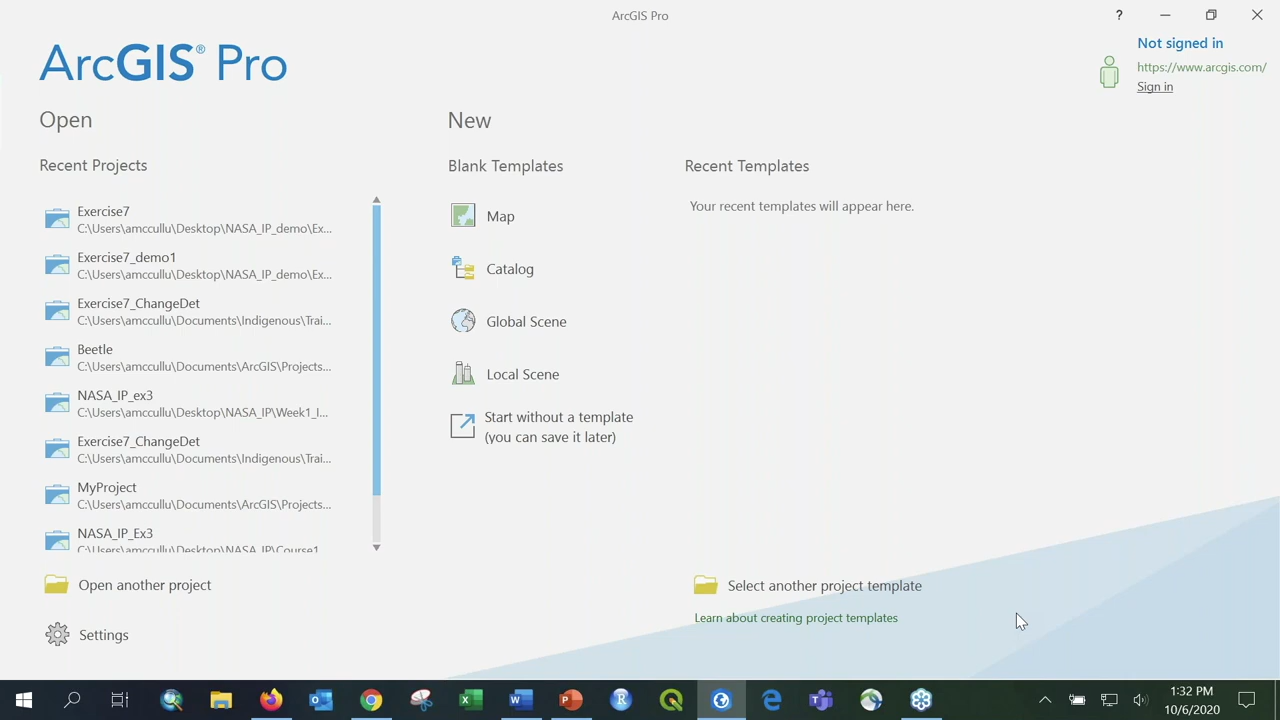 ArcGIS Pro
?
ArcGIS® Pro
Not signed in
https://www.arcgis.com/
Sign in
Open
New
Recent Projects
Blank Templates
Recent Templates
Exercise7
C:\Users\amccullu\Desktop\NASA_IP_demo\Ex...
Exercise7_demo1
C:\Users\amccullu\Desktop\NASA_IP_demo\Ex...
Exercise7_ChangeDet
C:\Users\amccullu\Documents\Indigenous\Trai...
Beetle
C:\Users\amccullu\Documents\ArcGIS\Projects...
NASA_IP_ex3
C:\Users\amccullu\Desktop\NASA_IP\Week1_I...
Exercise7_ChangeDet
C:\Users\amccullu\Documents\Indigenous\Trai...
MyProject
C:\Users\amccullu\Documents\ArcGIS\Projects...
NASA_IP_Ex3
C:\Users\amccullu\Desktop\NASA_IP\Course1
Map
Catalog
Global Scene
Local Scene
Start without a template
(you can save it later)
Your recent templates will appear here.
Open another project
Settings
Select another project template
Learn about creating project templates
1:32 PM
10/6/2020